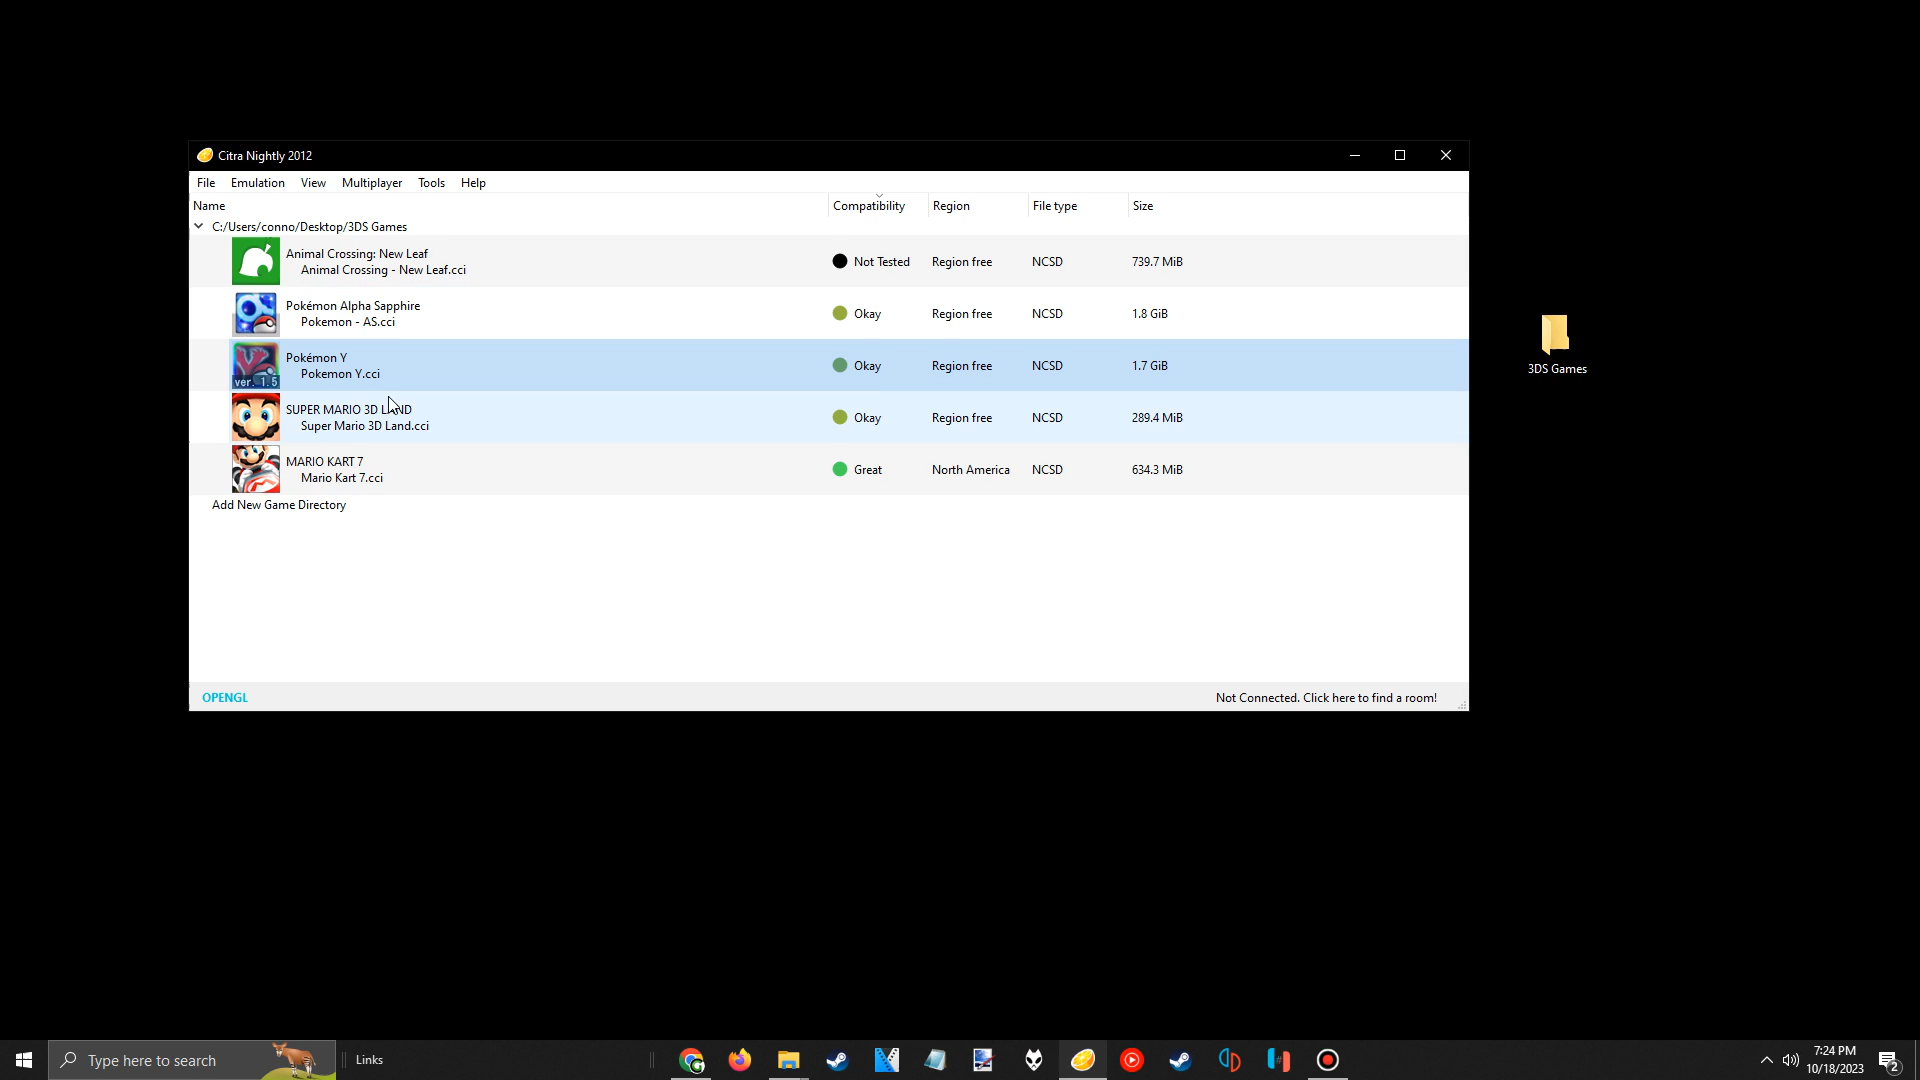 Citra Nightly 2012
File Emulation View Multiplayer Tools Help
Name Compatibility Region File type Size
C:/Users/conno/Desktop/3DS Games
Animal Crossing: New Leaf
Animal Crossing - New Leaf.cci
Not Tested Region free NCSD 739.7 MiB
Pokémon Alpha Sapphire
Pokemon - AS.cci
Okay Region free NCSD 1.8 GiB
ver. 1.5
Pokémon Y
Pokemon Y.cci
Okay Region free NCSD 1.7 GiB
SUPER MARIO 3D LAND
Super Mario 3D Land.cci
Okay Region free NCSD 289.4 MiB
MARIO KART 7
Mario Kart 7.cci
Great North America NCSD 634.3 MiB
Add New Game Directory
OPENGL
Not Connected. Click here to find a room!
3DS Games
Type here to search
Links
7:24 PM
10/18/2023
2